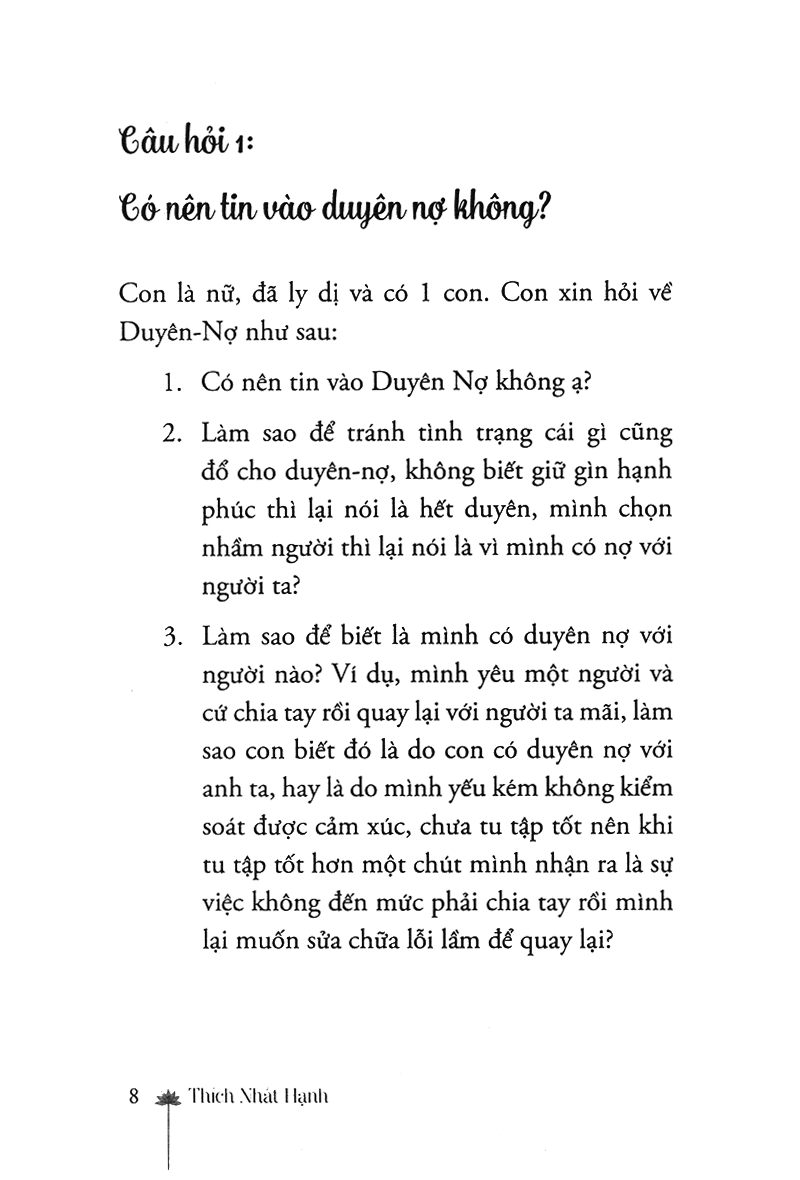 Câu hỏi 1:
Có nên tin vào duyên nợ không?
Con là nữ, đã ly dị và có 1 con. Con xin hỏi về
Duyên-Nợ như sau:
1. Có nên tin vào Duyên Nợ không ạ?
2. Làm sao để tránh tình trạng cái gì cũng
đổ cho duyên-nợ, không biết giữ gìn hạnh
phúc thì lại nói là hết duyên, mình chọn
nhầm người thì lại nói là vì mình có nợ với
người ta?
3. Làm sao để biết là mình có duyên nợ với
người nào? Ví dụ, mình yêu một người và
cứ chia tay rồi quay lại với người ta mãi, làm
sao con biết đó là do con có duyên nợ với
anh ta, hay là do mình yếu kém không kiểm
soát được cảm xúc, chưa tu tập tốt nên khi
tu tập tốt hơn một chút mình nhận ra là sự
việc không đến mức phải chia tay rồi mình
lại muốn sửa chữa lỗi lầm để quay lại?
8 Thích Nhất Hạnh